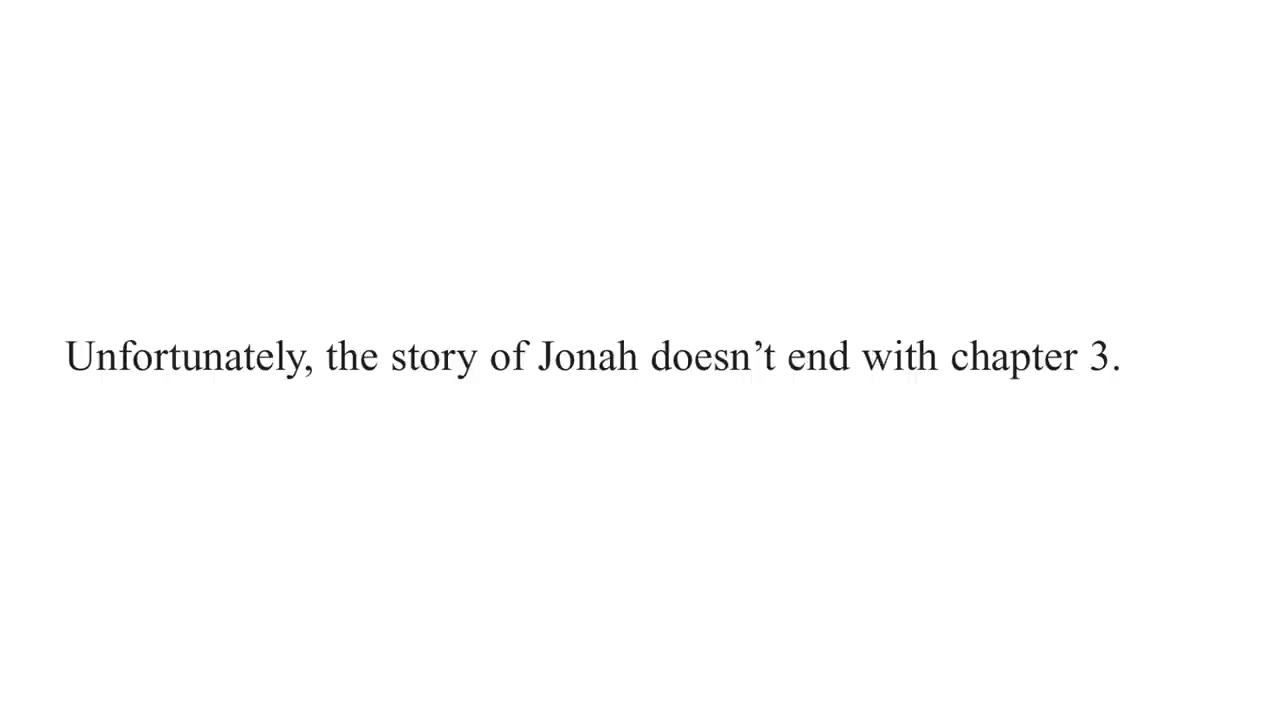 Unfortunately, the story of Jonah doesn’t end with chapter 3.